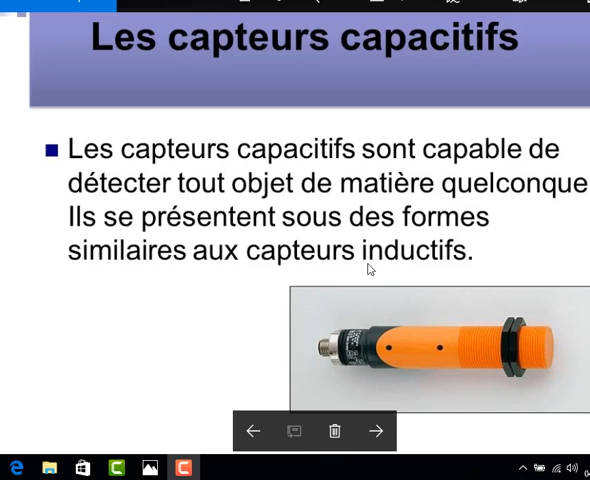 Les capteurs capacitifs
Les capteurs capacitifs sont capable de
détecter tout objet de matière quelconque
Ils se présentent sous des formes
similaires aux capteurs inductifs.